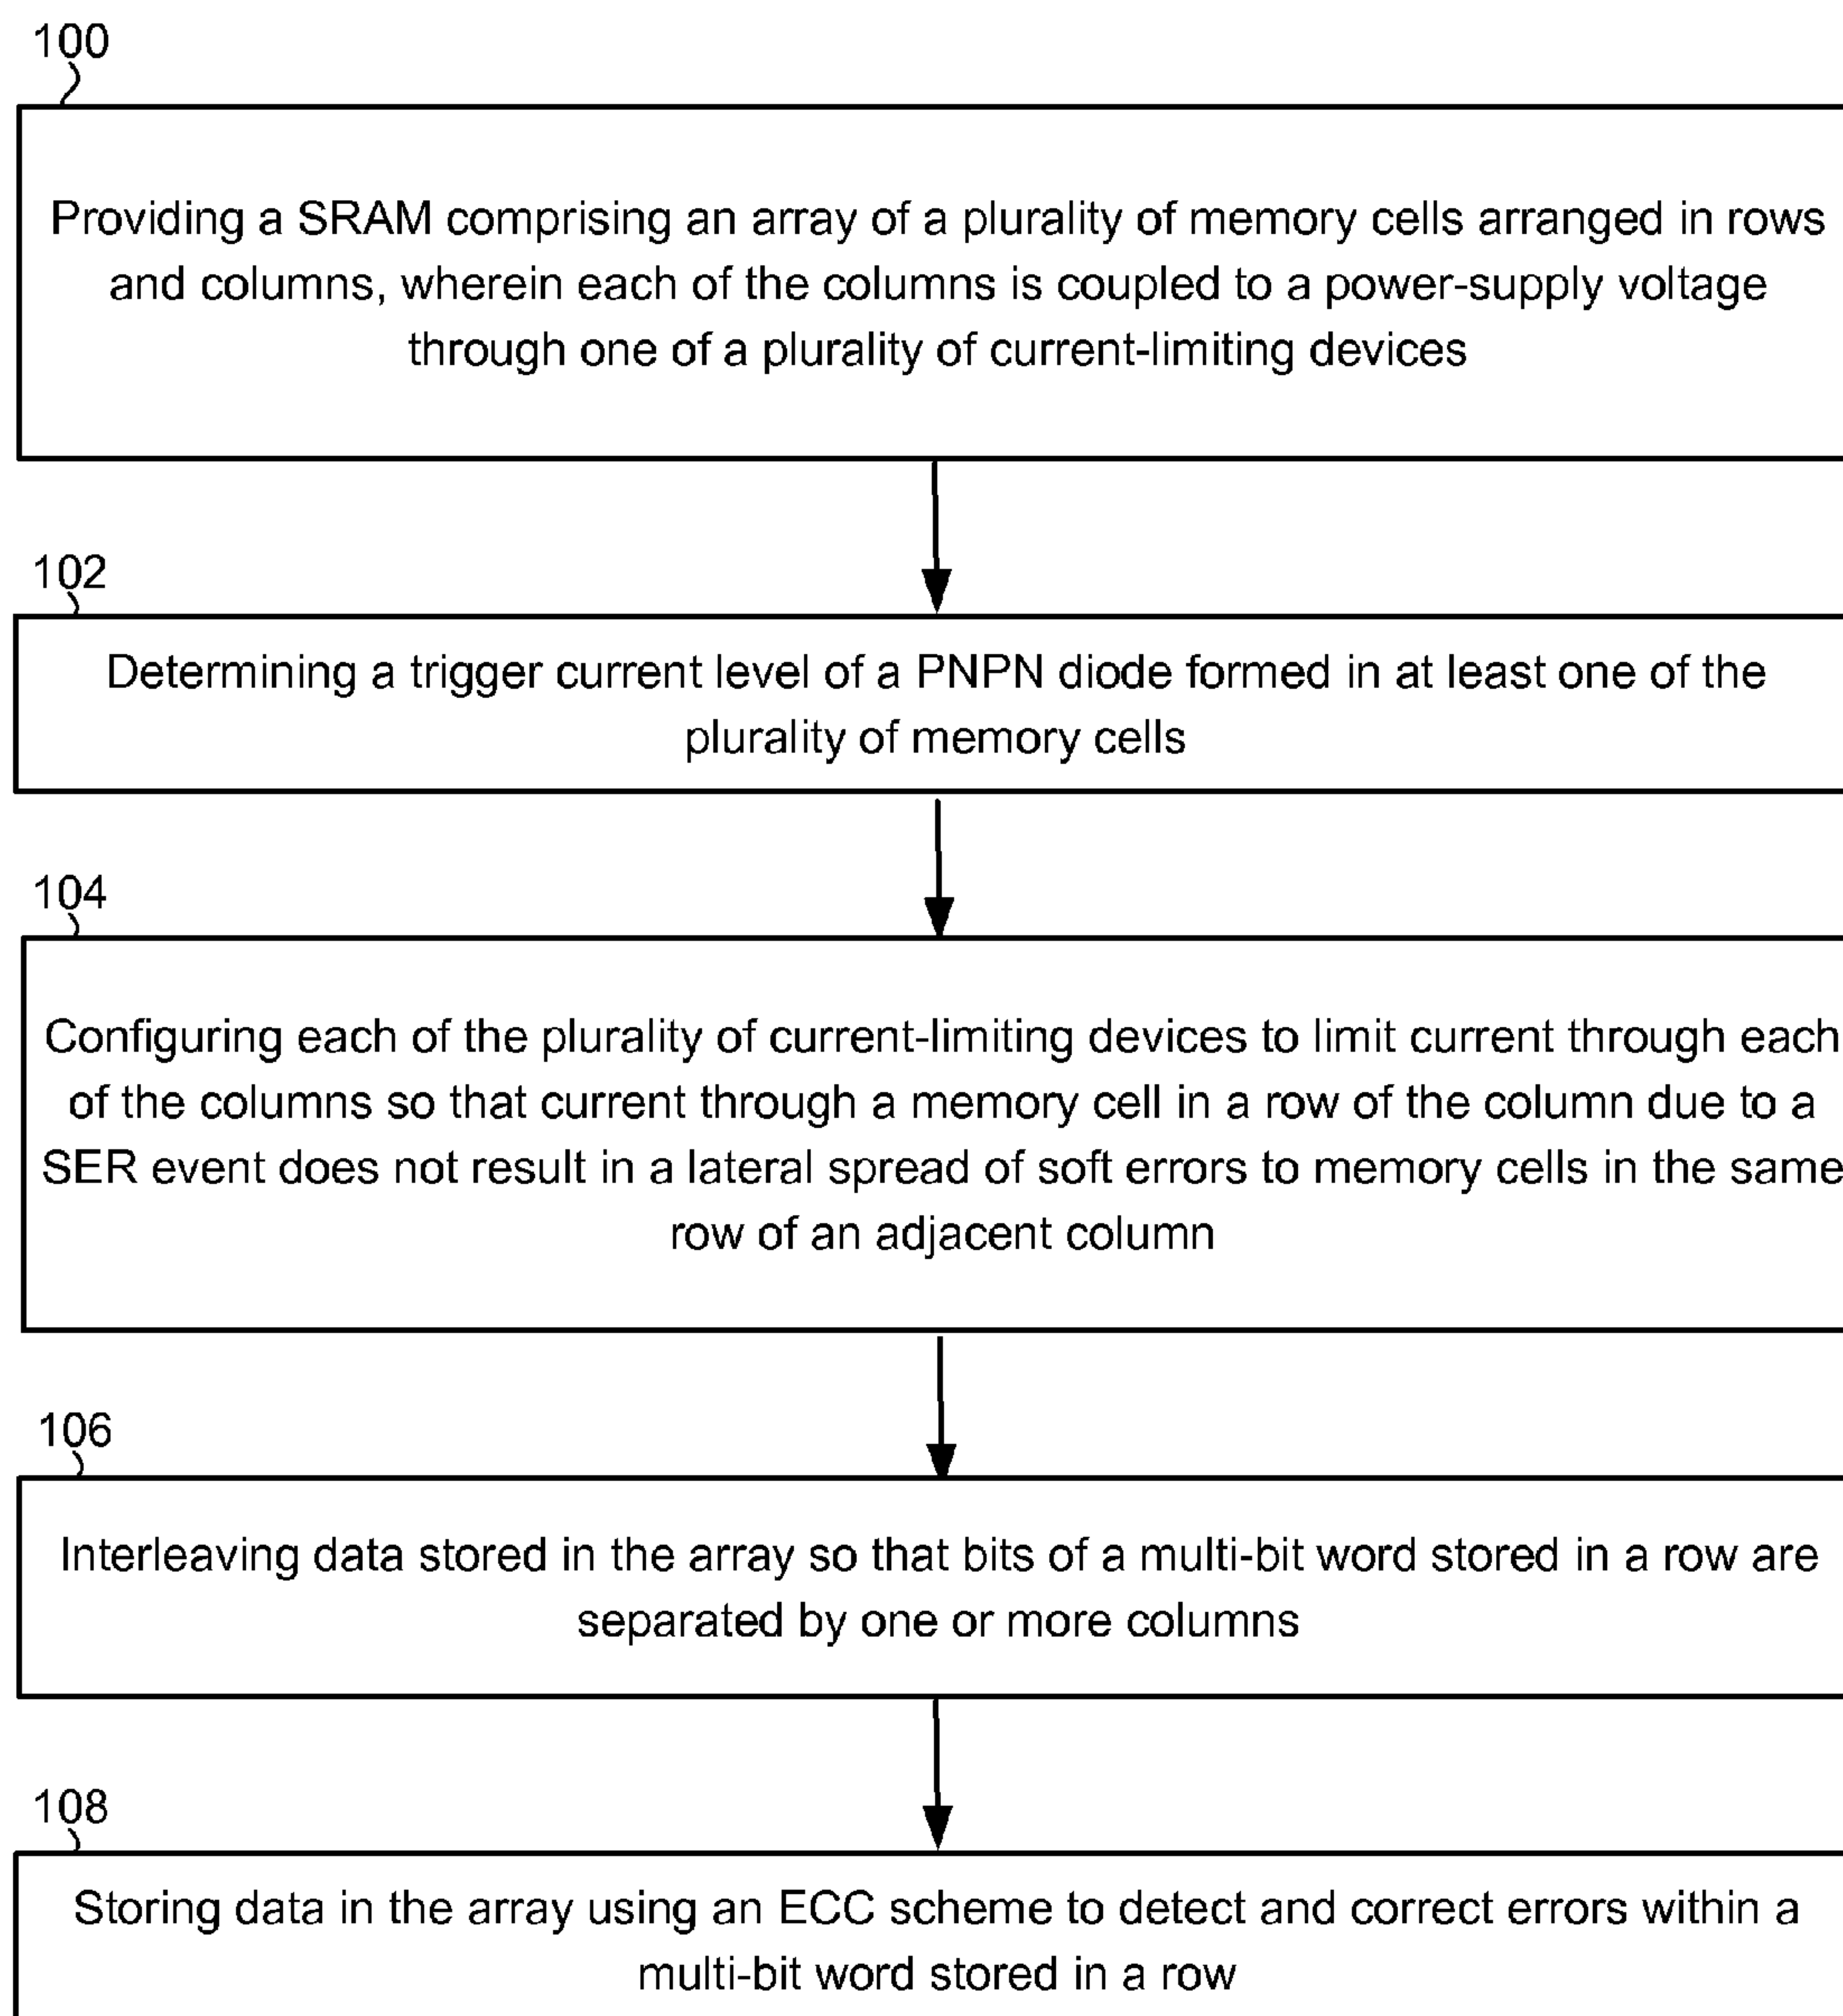 100
Providing a SRAM comprising an array of a plurality of memory cells arranged in rows
and columns, wherein each of the columns is coupled to a power-supply voltage
through one of a plurality of current-limiting devices
102
Determining a trigger current level of a PNPN diode formed in at least one of the
plurality of memory cells
104
Configuring each of the plurality of current-limiting devices to limit current through each
of the columns so that current through a memory cell in a row of the column due to a
SER event does not result in a lateral spread of soft errors to memory cells in the same
row of an adjacent column
106
Interleaving data stored in the array so that bits of a multi-bit word stored in a row are
separated by one or more columns
108
Storing data in the array using an ECC scheme to detect and correct errors within a
multi-bit word stored in a row